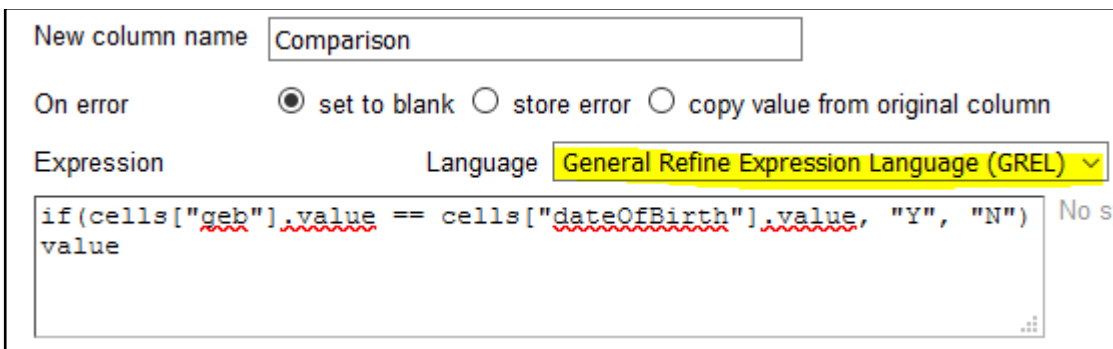 New column name Comparison
On error set to blank store error copy value from original column
Expression Language General Refine Expression Language (GREL)
if(cells["geb"].value == cells["dateOfBirth"].value, "Y", "N") No s
value